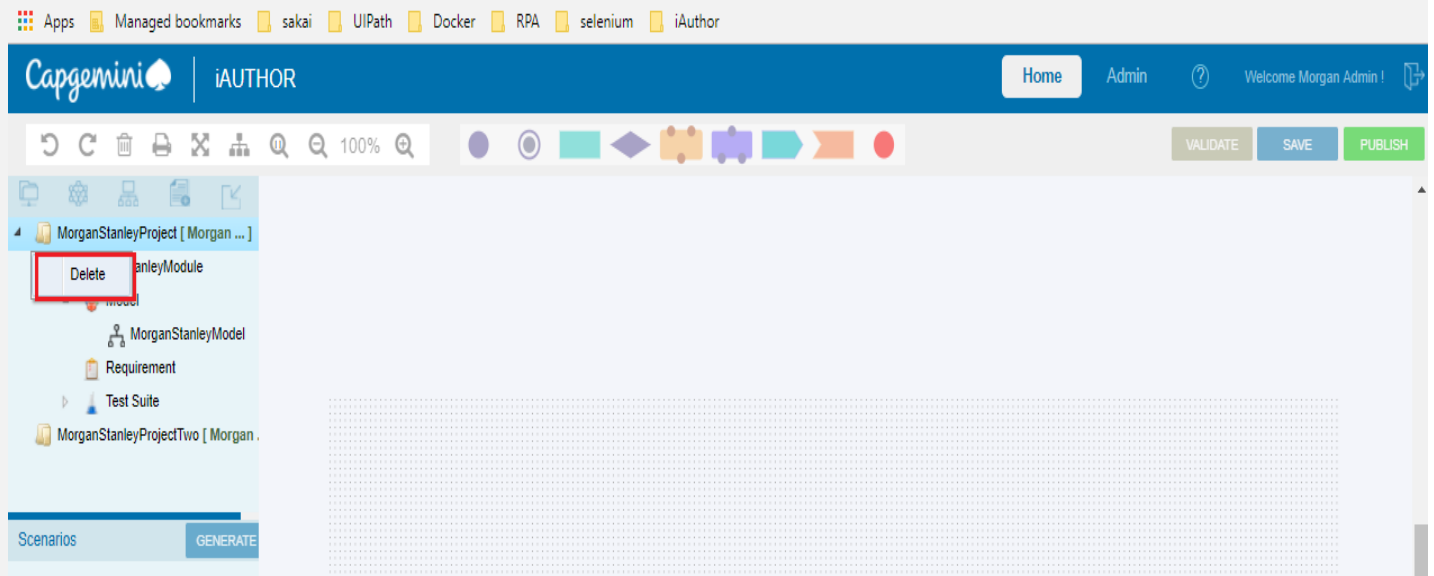 Apps Managed bookmarks sakai UIPath Docker RPA selenium iAuthor
Capgemini iAUTHOR Home Admin ? Welcome Morgan Admin !
100% VALIDATE SAVE PUBLISH
MorganStanleyProject [ Morgan ... ]
anleyModule
Delete
Model
MorganStanleyModel
Requirement
Test Suite
MorganStanleyProjectTwo [ Morgan .
Scenarios GENERATE